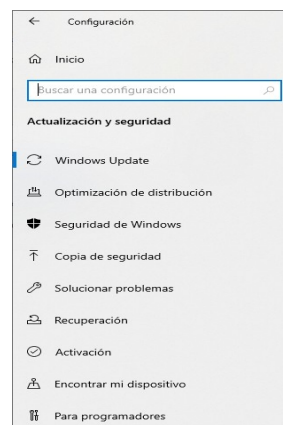 Configuración
Inicio
Buscar una configuración
Actualización y seguridad
Windows Update
Optimización de distribución
Seguridad de Windows
Copia de seguridad
Solucionar problemas
Recuperación
Activación
Encontrar mi dispositivo
Para programadores